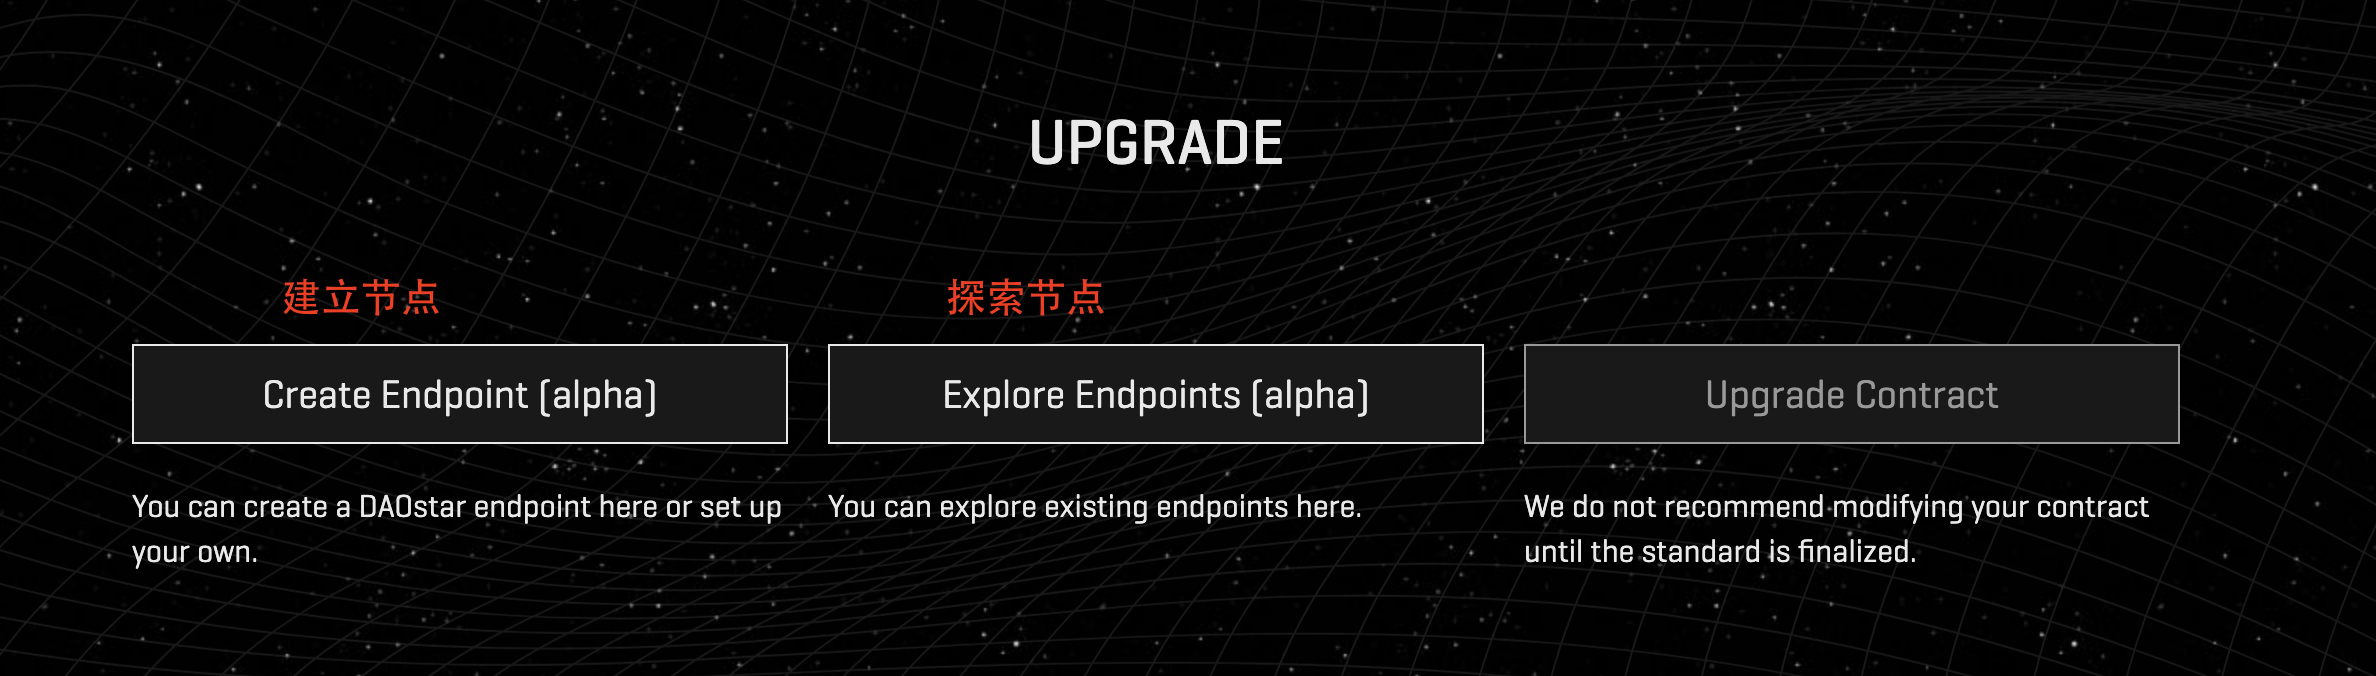 UPGRADE
建立节点
探索节点
Create Endpoint (alpha)
Explore Endpoints (alpha)
Upgrade Contract
You can create a DAOstar endpoint here or set up
your own.
You can explore existing endpoints here.
We do not recommend modifying your contract
until the standard is finalized.